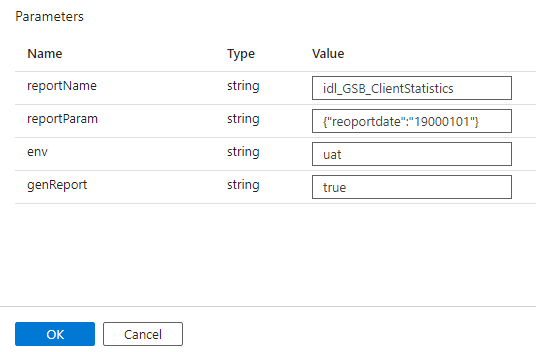 Parameters
Name Type Value
reportName string idl_GSB_ClientStatistics
reportParam string {"reoportdate":"19000101"}
env string uat
genReport string true
OK Cancel